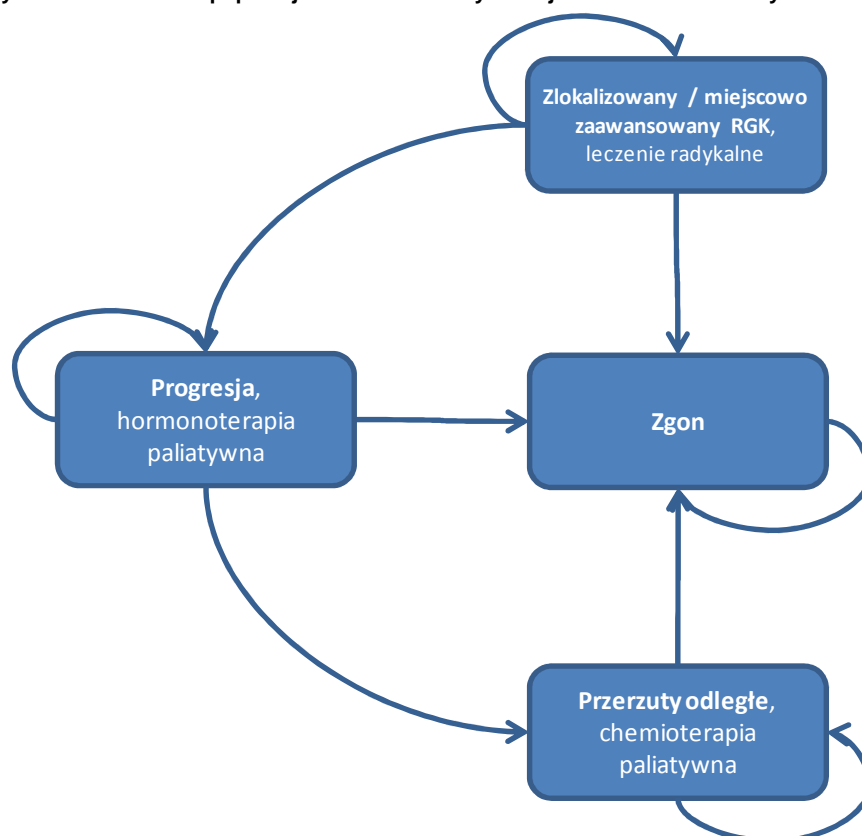 Zlokalizowany / miejscowo
zaawansowany RGK,
leczenie radykalne
Progresja,
hormonoterapia
paliatywna
Zgon
Przerzuty odległe,
chemioterapia
paliatywna